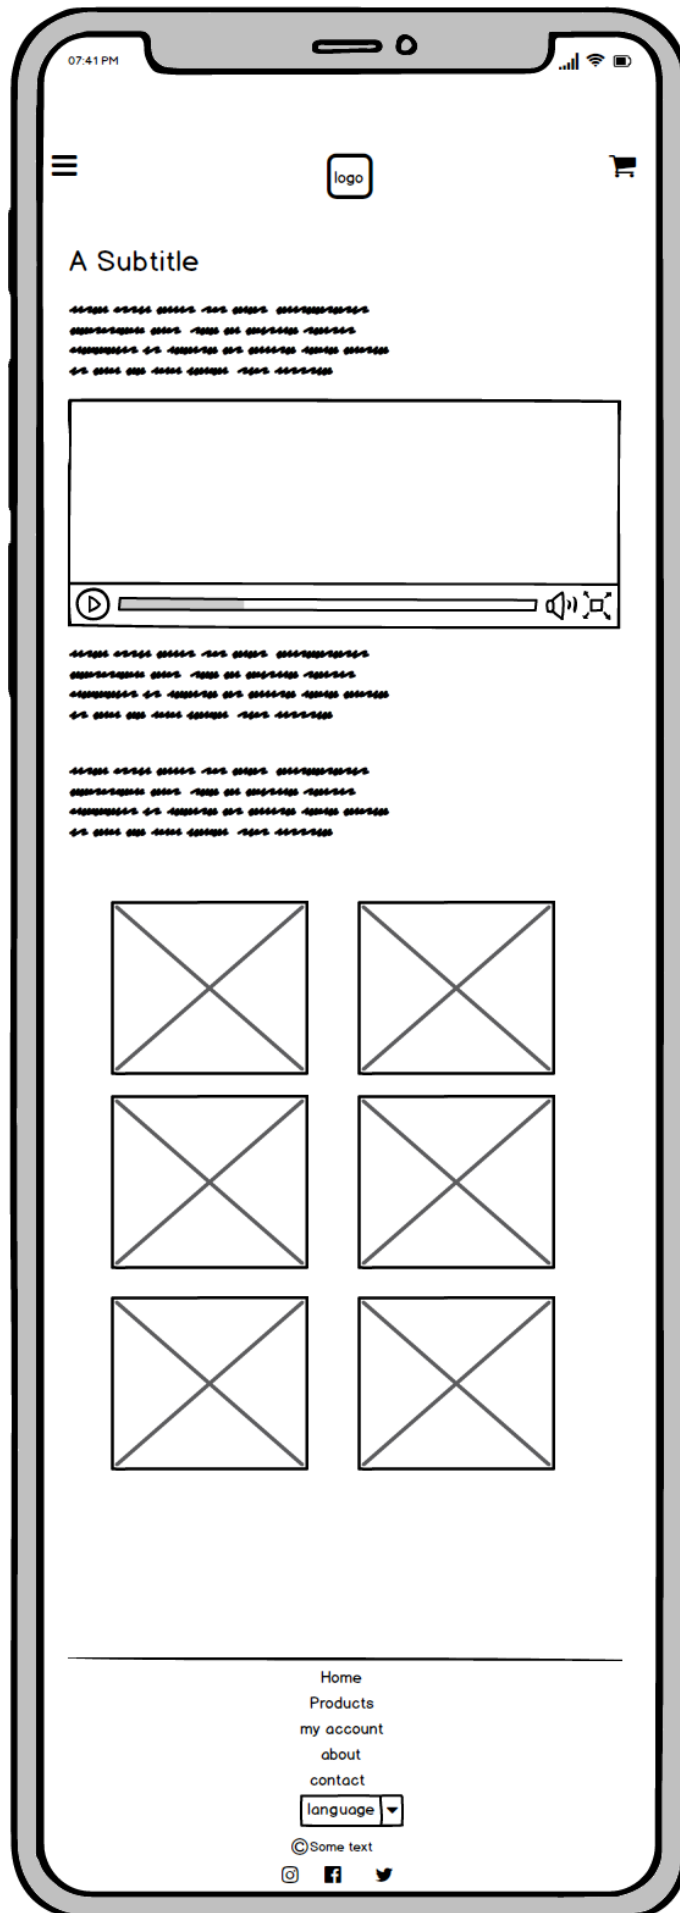 07:41 PM
logo
A Subtitle
Home
Products
my account
about
contact
language
©Some text